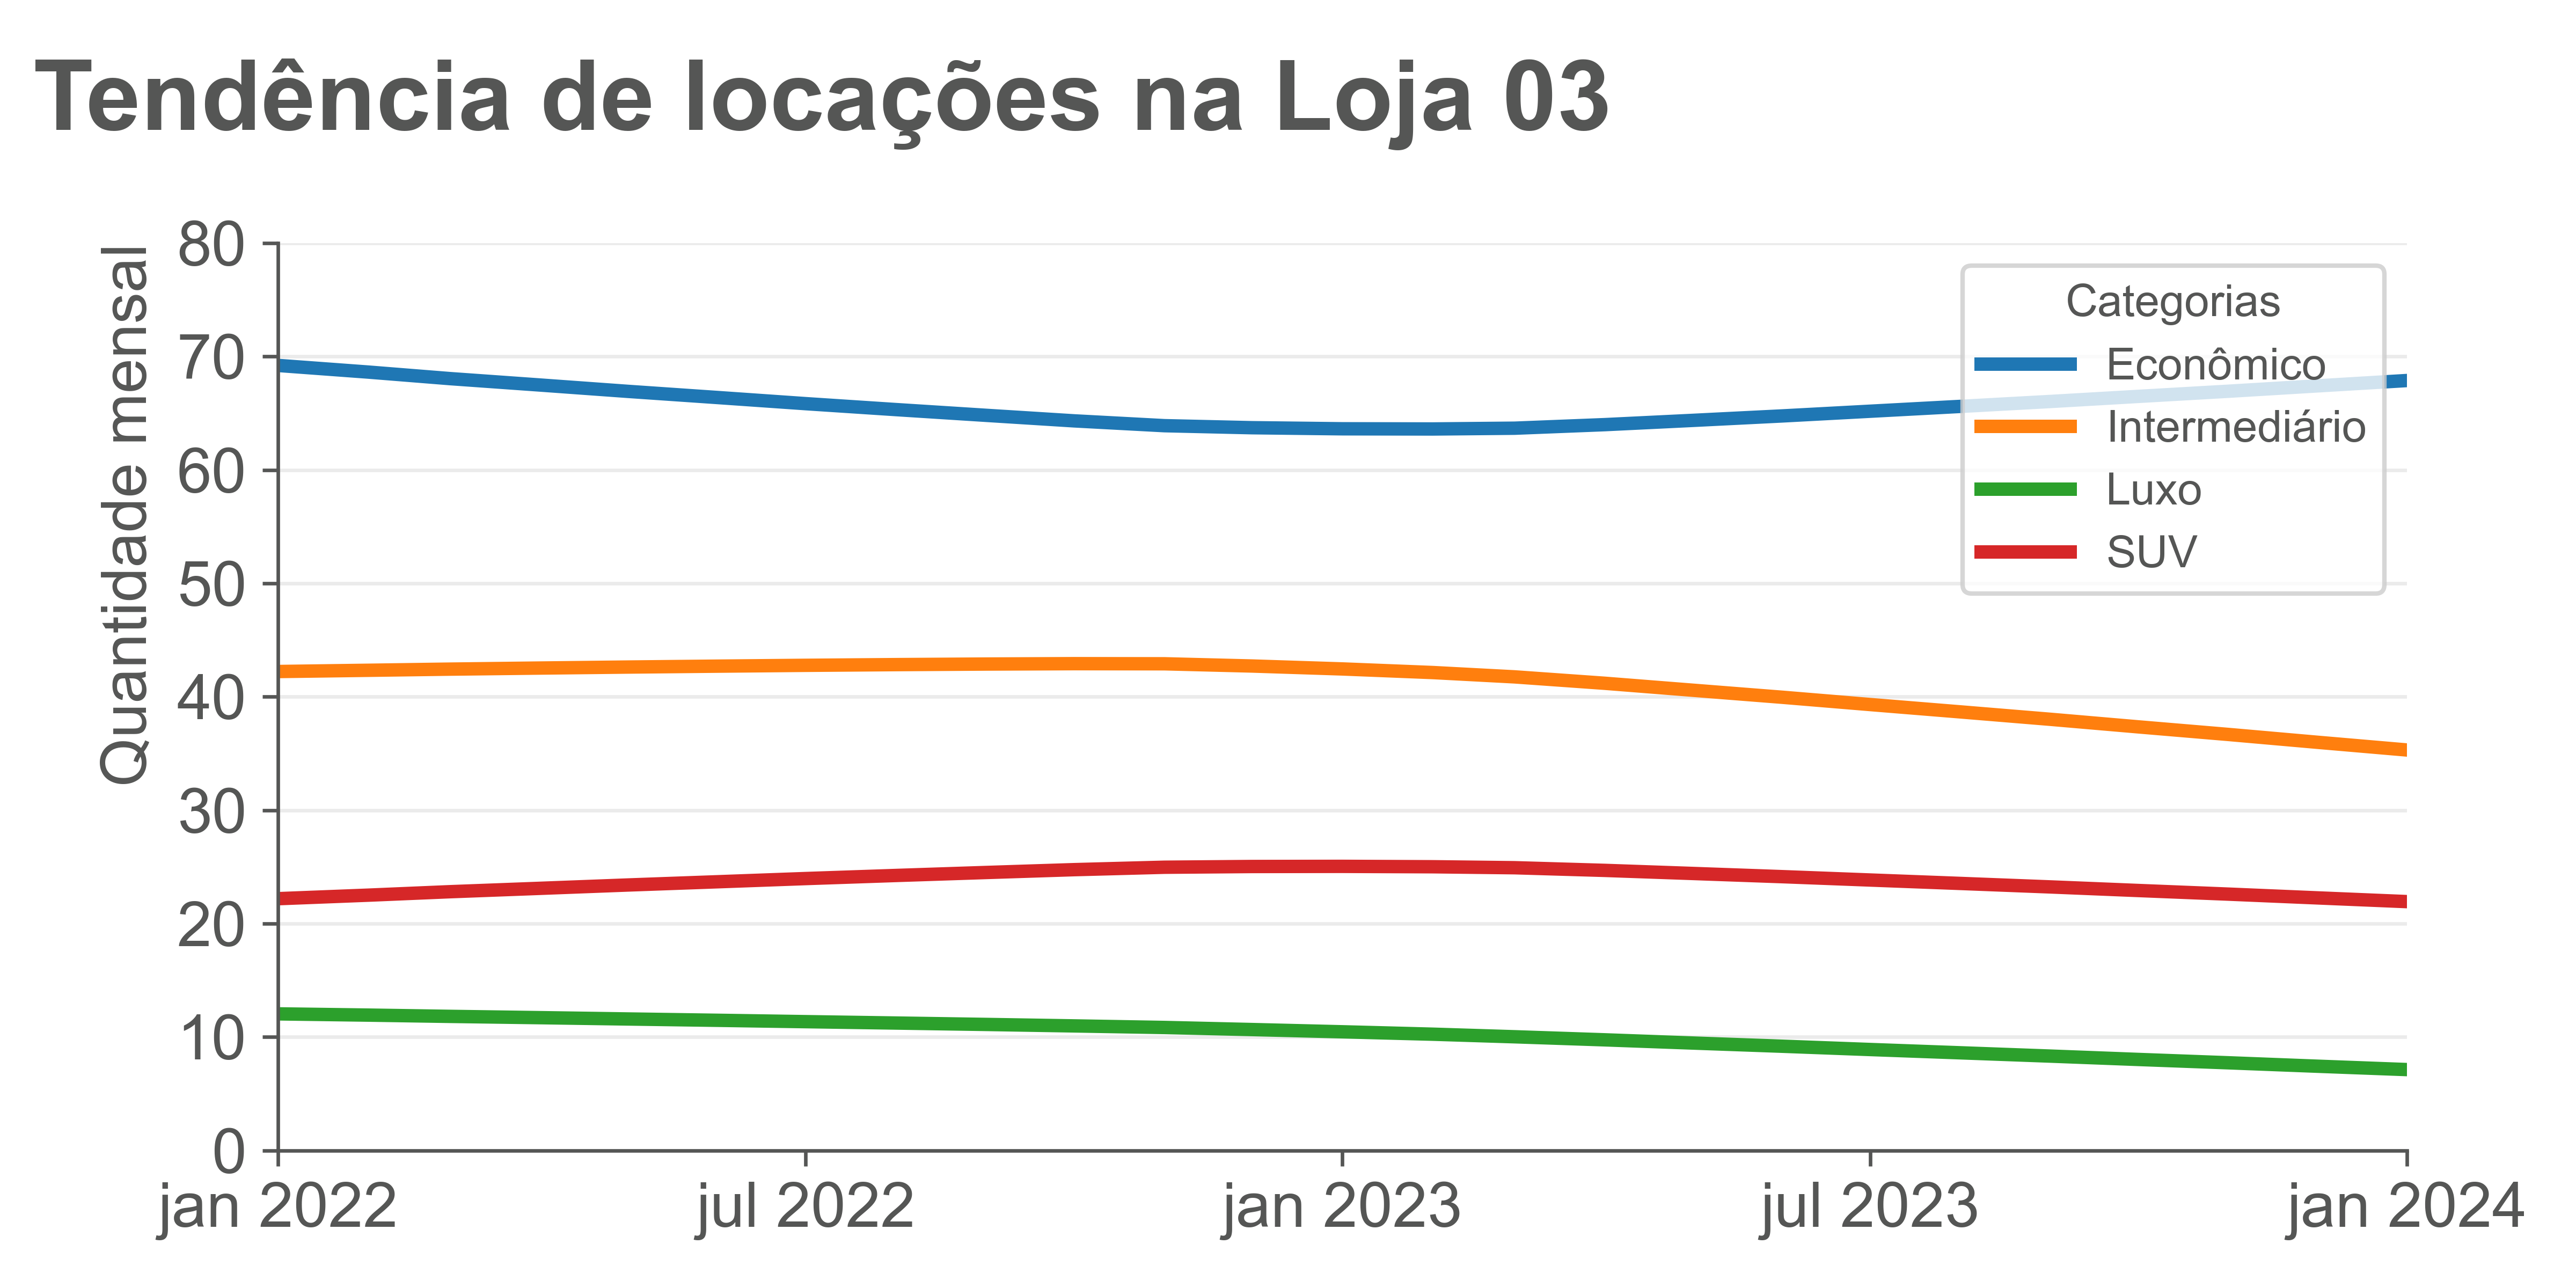 Tendência de locações na Loja 03
Quantidade mensal
80
70
60
50
40
30
20
10
0
jan 2022
jul 2022
jan 2023
jul 2023
jan 2024
Categorias
Econômico
Intermediário
Luxo
SUV